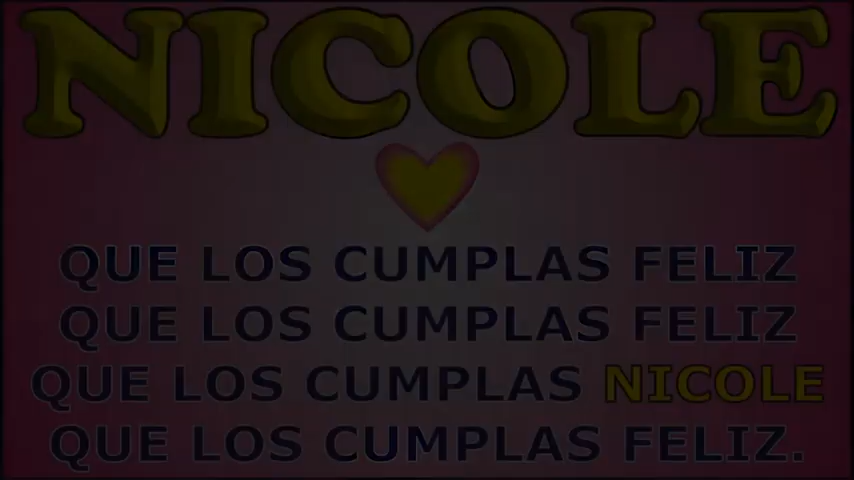 NICOLE
QUE LOS CUMPLAS FELIZ
QUE LOS CUMPLAS FELIZ
QUE LOS CUMPLAS NICOLE
QUE LOS CUMPLAS FELIZ.